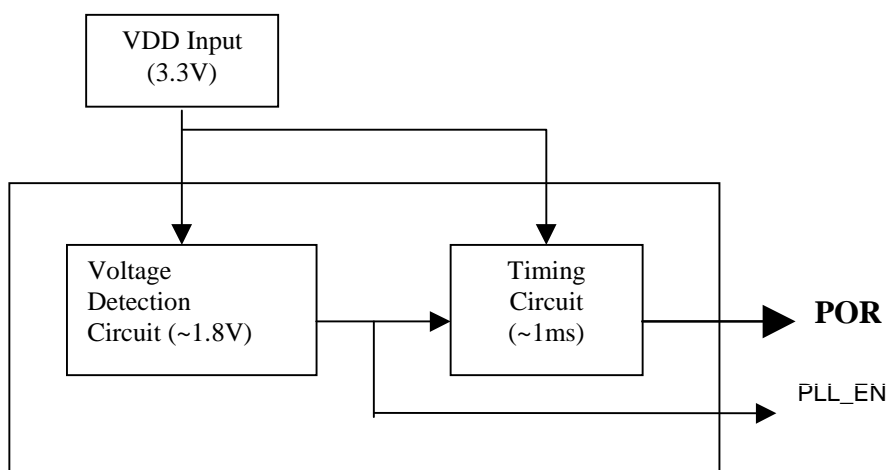 VDD Input
(3.3V)
Voltage
Detection
Circuit (~1.8V)
Timing
Circuit
(~1ms)
POR
PLL_EN